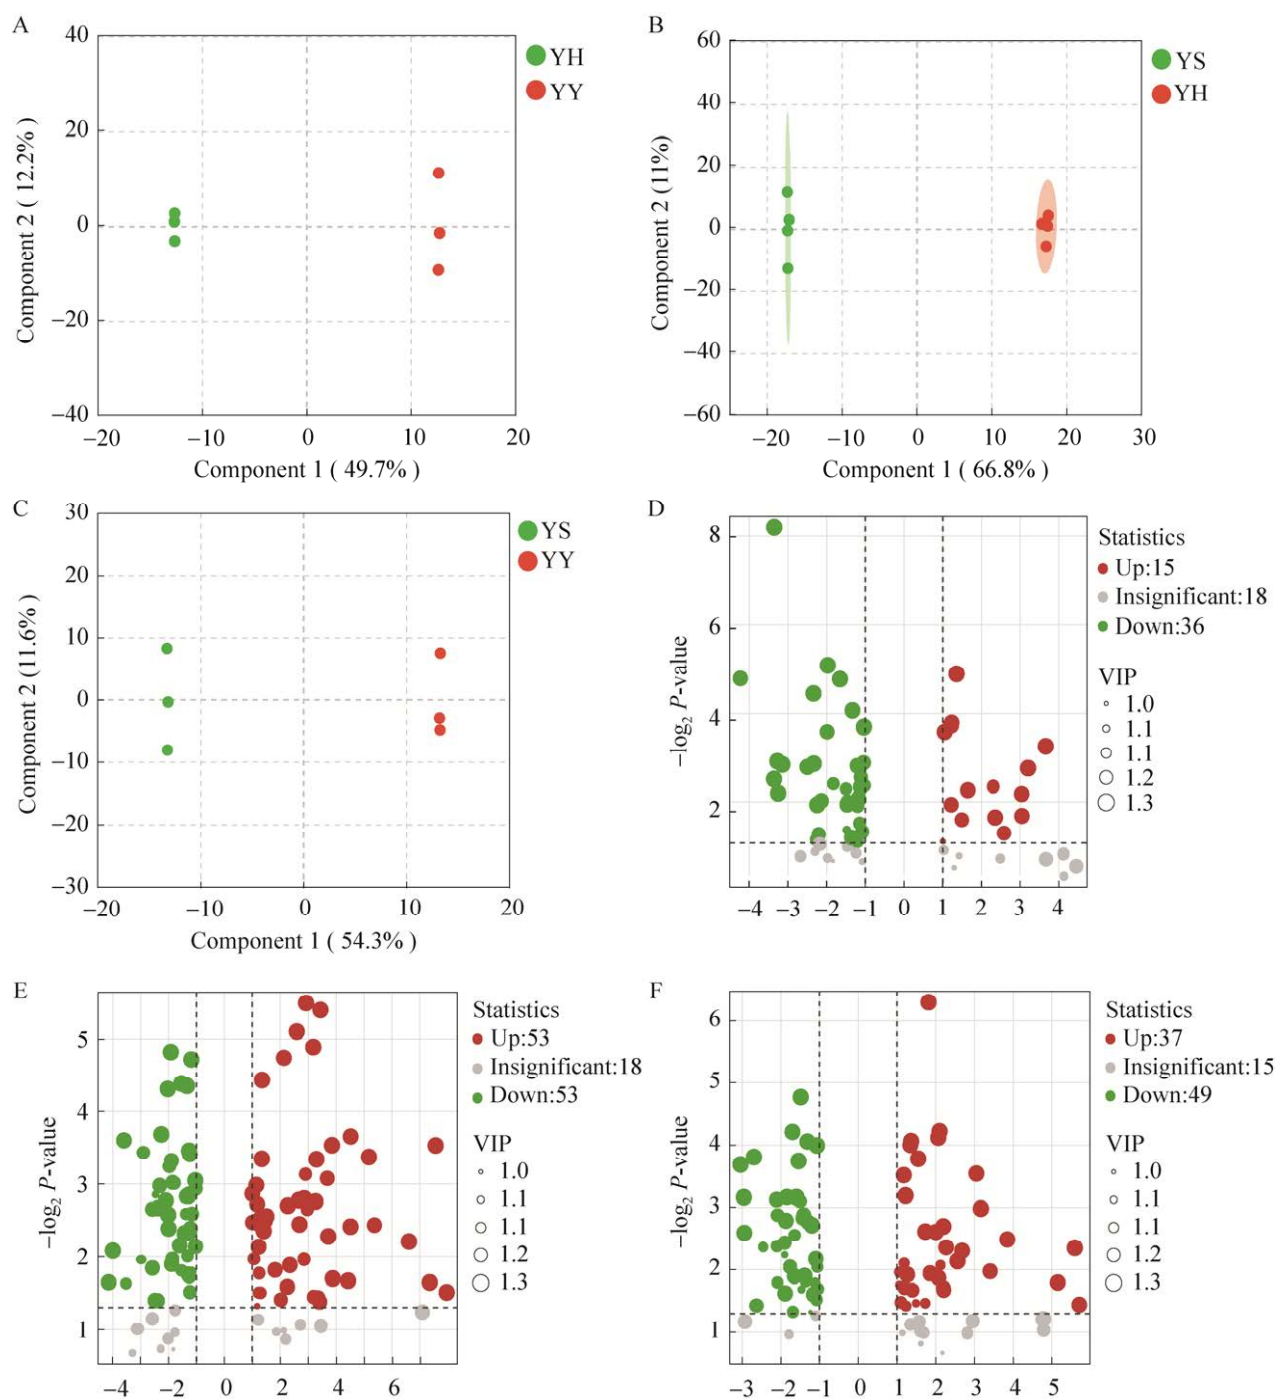 A
40
20
0
−20
−40
−20
−10
0
10
20
Component 2 ( 12.2% )
Component 1 ( 49.7% )
YH
YY
B
60
40
20
0
−20
−40
−60
−20
−10
0
10
20
30
Component 2 (11%)
Component 1 ( 66.8% )
YS
YH
C
30
20
10
0
−10
−20
−30
−20
−10
0
10
20
Component 2 (11.6% )
Component 1 ( 54.3% )
YS
YY
D
8
6
4
2
−4
−3
−2
−1
0
1
2
3
4
−log₂ P-value
Statistics
Up:15
Insignificant:18
Down:36
VIP
1.0
1.1
1.1
1.2
1.3
E
5
4
3
2
1
−4
−2
0
2
4
6
−log₂ P-value
Statistics
Up:53
Insignificant:18
Down:53
VIP
1.0
1.1
1.1
1.2
1.3
F
6
5
4
3
2
1
−3
−2
−1
0
1
2
3
4
5
−log₂ P-value
Statistics
Up:37
Insignificant:15
Down:49
VIP
1.0
1.1
1.1
1.2
1.3